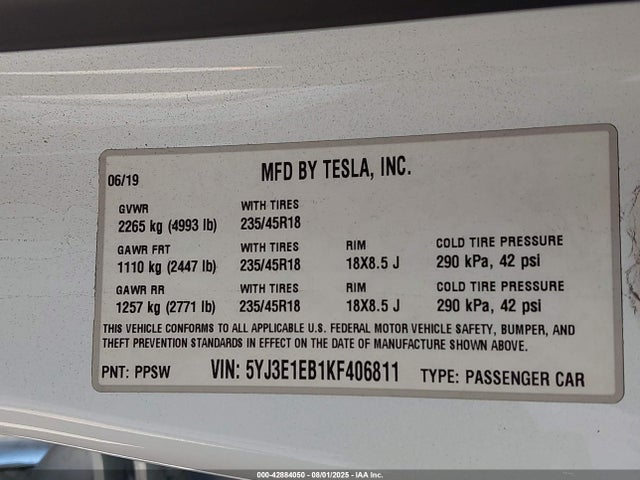 MFD BY TESLA, INC.
06/19
GVWR WITH TIRES
2265 kg (4993 lb) 235/45R18
GAWR FRT WITH TIRES RIM COLD TIRE PRESSURE
1110 kg (2447 lb) 235/45R18 18X8.5 J 290 kPa, 42 psi
GAWR RR WITH TIRES RIM COLD TIRE PRESSURE
1257 kg (2771 lb) 235/45R18 18X8.5 J 290 kPa, 42 psi
THIS VEHICLE CONFORMS TO ALL APPLICABLE U.S. FEDERAL MOTOR VEHICLE SAFETY, BUMPER, AND
THEFT PREVENTION STANDARDS IN EFFECT ON THE DATE OF MANUFACTURE SHOWN ABOVE.
PNT: PPSW VIN: 5YJ3E1EB1KF406811 TYPE: PASSENGER CAR
000-42884050 - 08/01/2025 - IAA Inc.